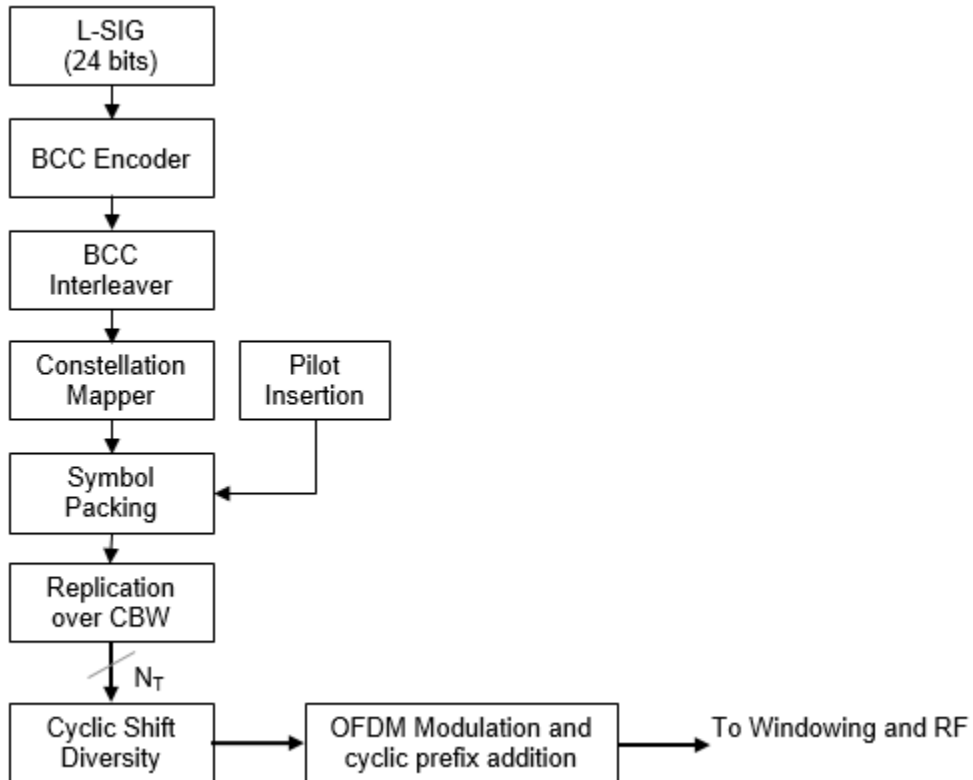 L-SIG
(24 bits)
BCC Encoder
BCC
Interleaver
Constellation
Mapper
Pilot
Insertion
Symbol
Packing
Replication
over CBW
NT
Cyclic Shift
Diversity
OFDM Modulation and
cyclic prefix addition
To Windowing and RF